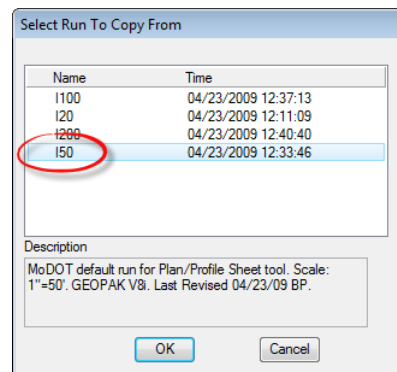 Select Run To Copy From
Name Time
I100 04/23/2009 12:37:13
I20 04/23/2009 12:11:09
I200 04/23/2009 12:40:40
I50 04/23/2009 12:33:46
Description
MoDOT default run for Plan/Profile Sheet tool. Scale:
1"=50'. GEOPAK V8i. Last Revised 04/23/09 BP.
OK Cancel